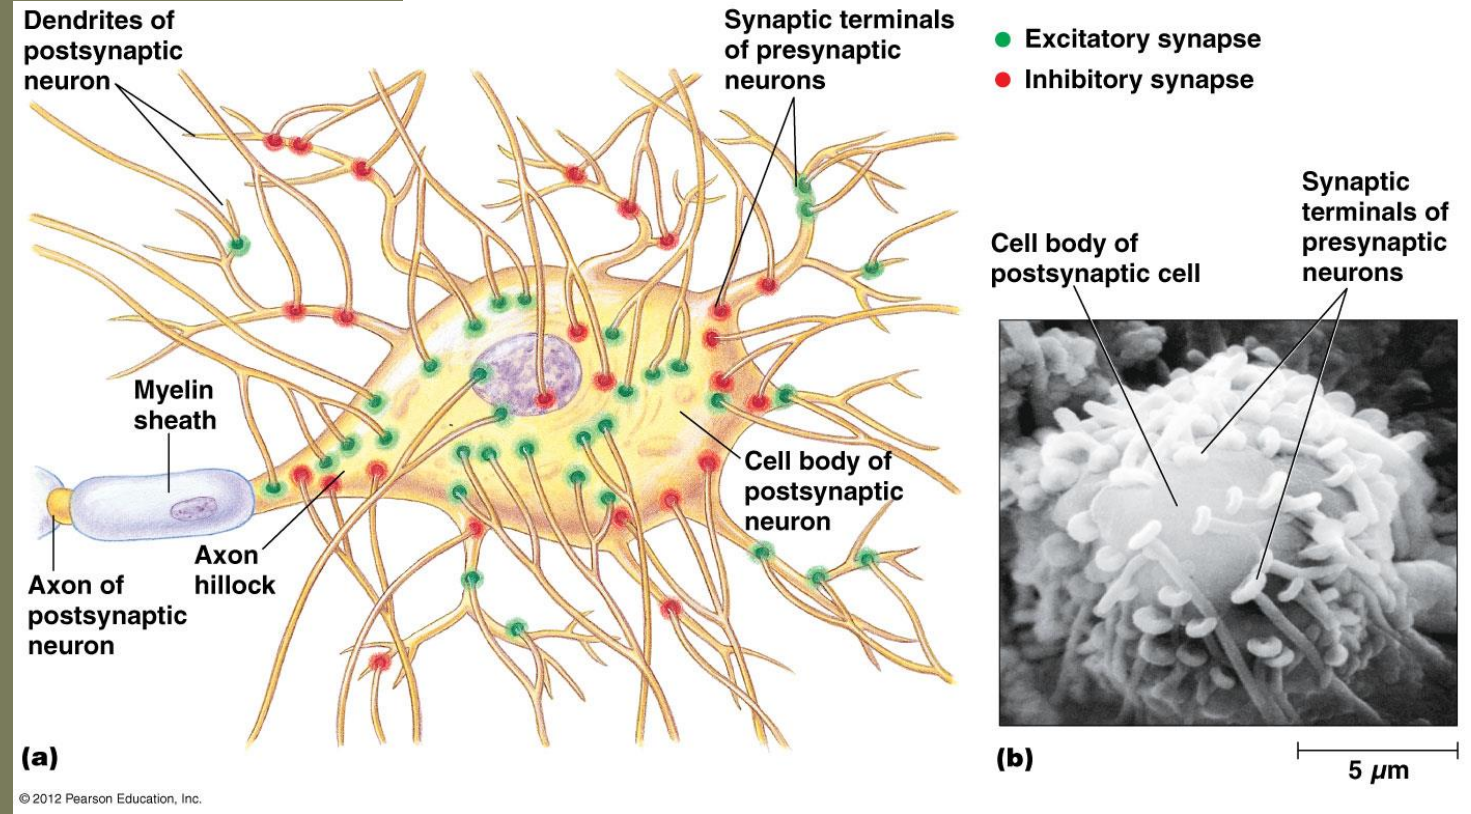 Dendrites of
postsynaptic
neuron
Synaptic terminals
of presynaptic
neurons
Excitatory synapse
Inhibitory synapse
Synaptic
terminals of
presynaptic
neurons
Cell body of
postsynaptic cell
Myelin
sheath
Cell body of
postsynaptic
neuron
Axon
hillock
Axon of
postsynaptic
neuron
(a)
(b)
5 µm
© 2012 Pearson Education, Inc.